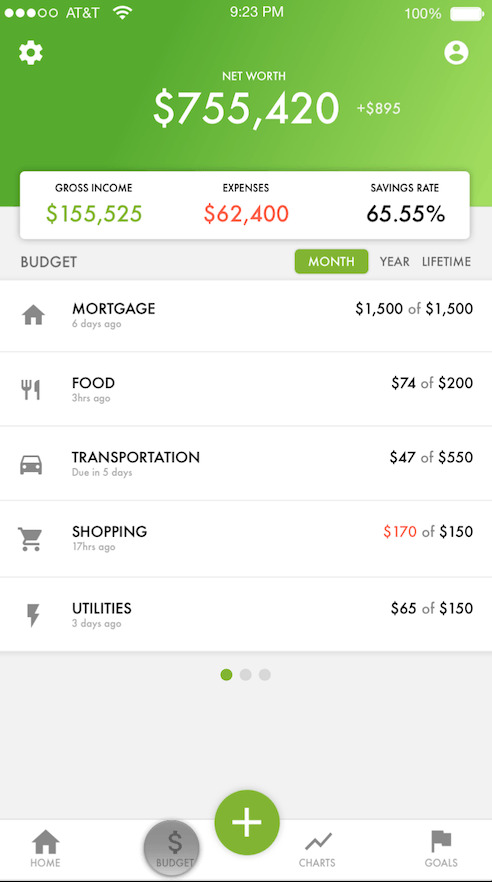 AT&T 9:23 PM 100%
NET WORTH
$755,420 +$895
GROSS INCOME EXPENSES SAVINGS RATE
$155,525 $62,400 65.55%
BUDGET MONTH YEAR LIFETIME
MORTGAGE $1,500 of $1,500
6 days ago
FOOD $74 of $200
3hrs ago
TRANSPORTATION $47 of $550
Due in 5 days
SHOPPING $170 of $150
17hrs ago
UTILITIES $65 of $150
3 days ago
HOME BUDGET CHARTS GOALS